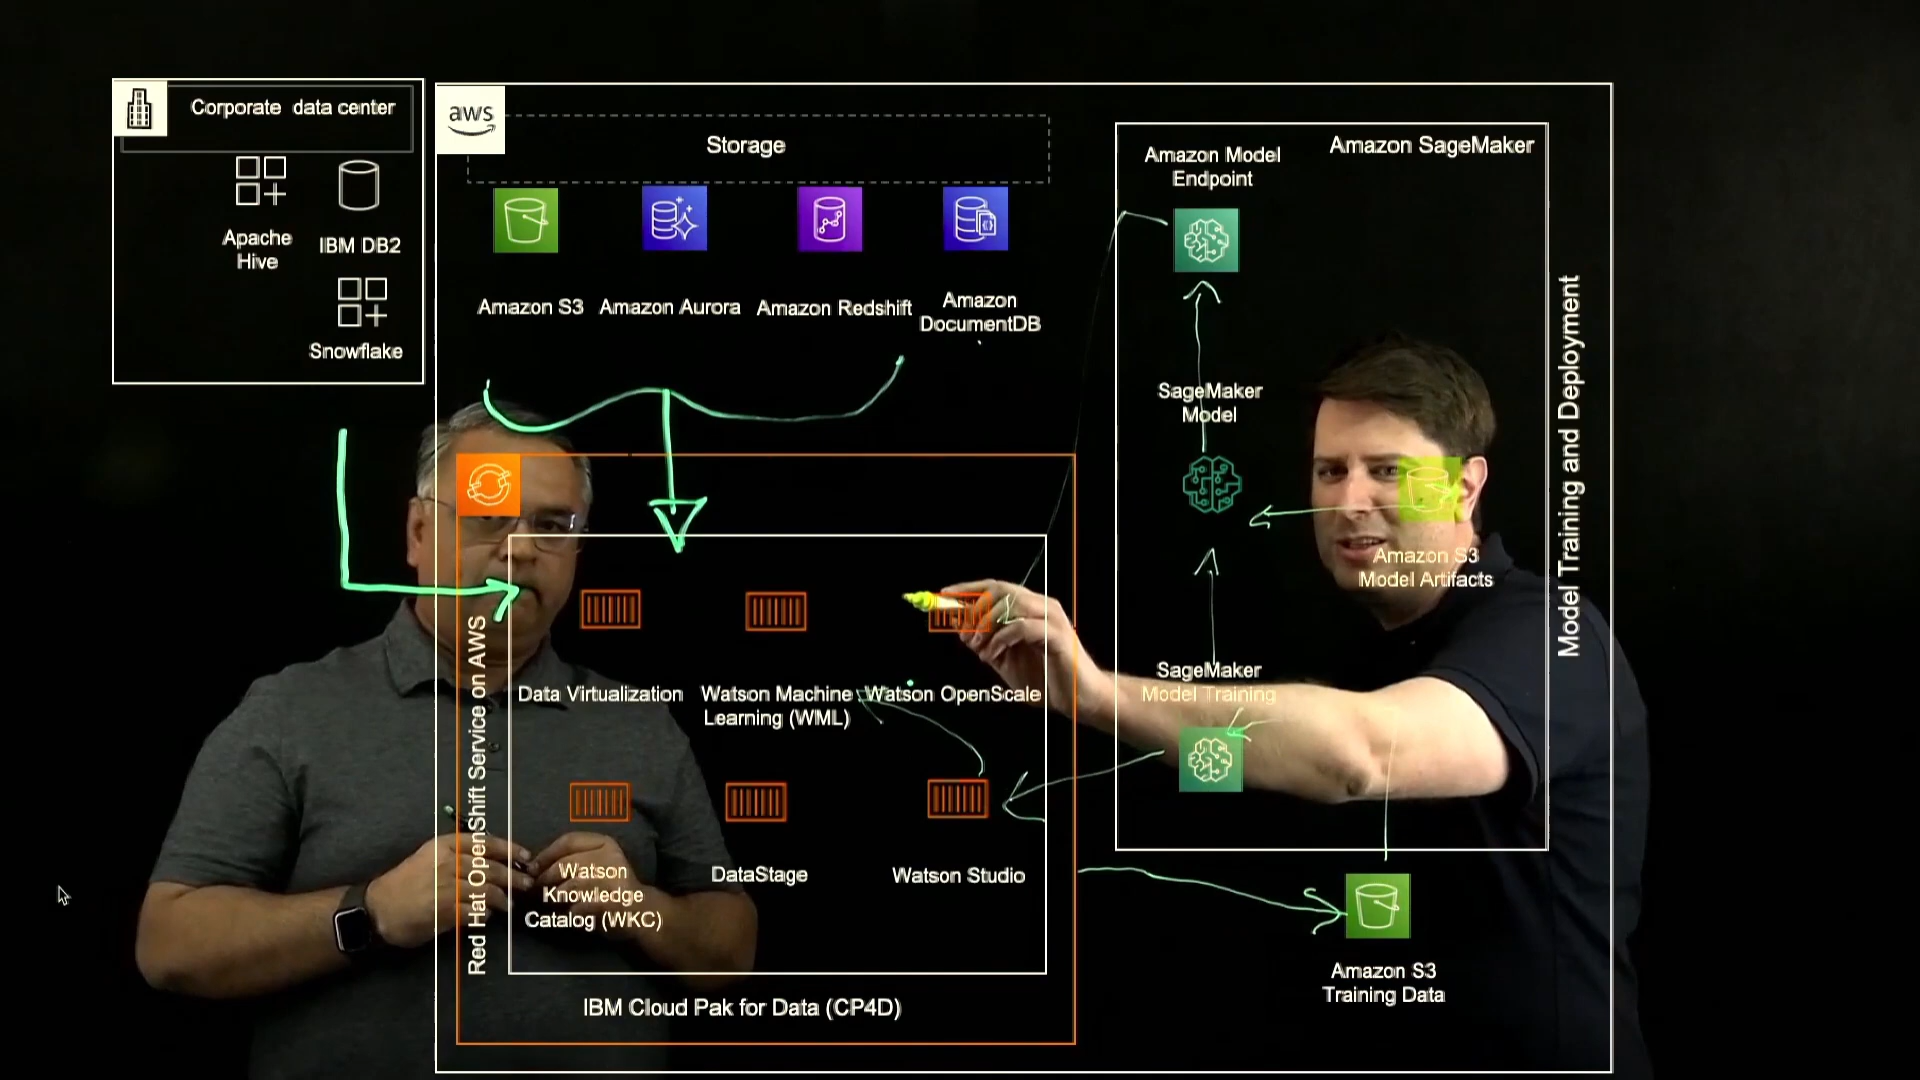 Corporate data center
Apache
Hive
IBM DB2
Snowflake
aws
Storage
Amazon S3
Amazon Aurora
Amazon Redshift
Amazon
DocumentDB
Red Hat OpenShift Service on AWS
Data Virtualization
Watson Machine
Learning (WML)
Watson OpenScale
Watson
Knowledge
Catalog (WKC)
DataStage
Watson Studio
IBM Cloud Pak for Data (CP4D)
Amazon SageMaker
Amazon Model
Endpoint
SageMaker
Model
Amazon S3
Model Artifacts
SageMaker
Model Training
Amazon S3
Training Data
Model Training and Deployment